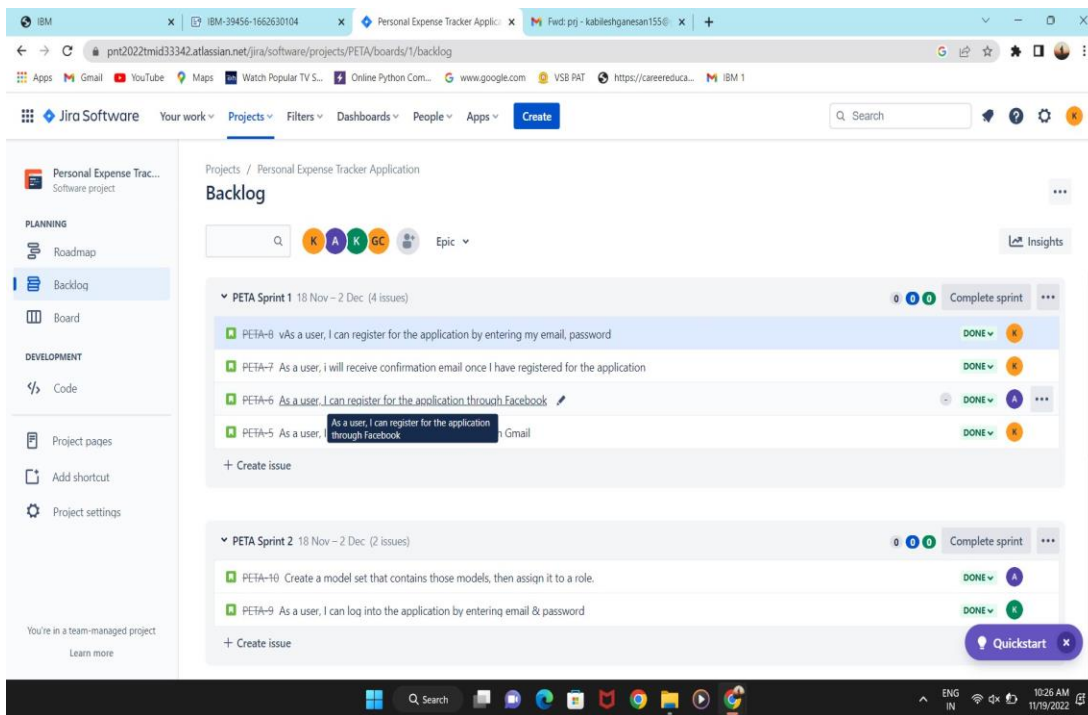 IBM
IBM-39456-1662630104
Personal Expense Tracker Applic
Fwd: prj - kabileshganesan155@
pnt2022tmid33342.atlassian.net/jira/software/projects/PETA/boards/1/backlog
Apps Gmail YouTube Maps Watch Popular TV S... Online Python Com... www.google.com VSB PAT https://careereduca... IBM 1
Jira Software Your work Projects Filters Dashboards People Apps Create Search K
Personal Expense Trac...
Software project
PLANNING
Roadmap
Backlog
Board
DEVELOPMENT
Code
Project pages
Add shortcut
Project settings
You're in a team-managed project
Learn more
Projects / Personal Expense Tracker Application
Backlog
K A K GC Epic Insights
PETA Sprint 1 18 Nov – 2 Dec (4 issues) 0 0 0 Complete sprint
PETA-8 vAs a user, I can register for the application by entering my email, password DONE K
PETA-7 As a user, i will receive confirmation email once I have registered for the application DONE K
PETA-6 As a user, I can register for the application through Facebook - DONE A
As a user, I can register for the application
through Facebook
PETA-5 As a user, I n Gmail DONE K
+ Create issue
PETA Sprint 2 18 Nov – 2 Dec (2 issues) 0 0 0 Complete sprint
PETA-10 Create a model set that contains those models, then assign it to a role. DONE A
PETA-9 As a user, I can log into the application by entering email & password DONE K
+ Create issue
Quickstart
Search
ENG
IN
10:26 AM
11/19/2022